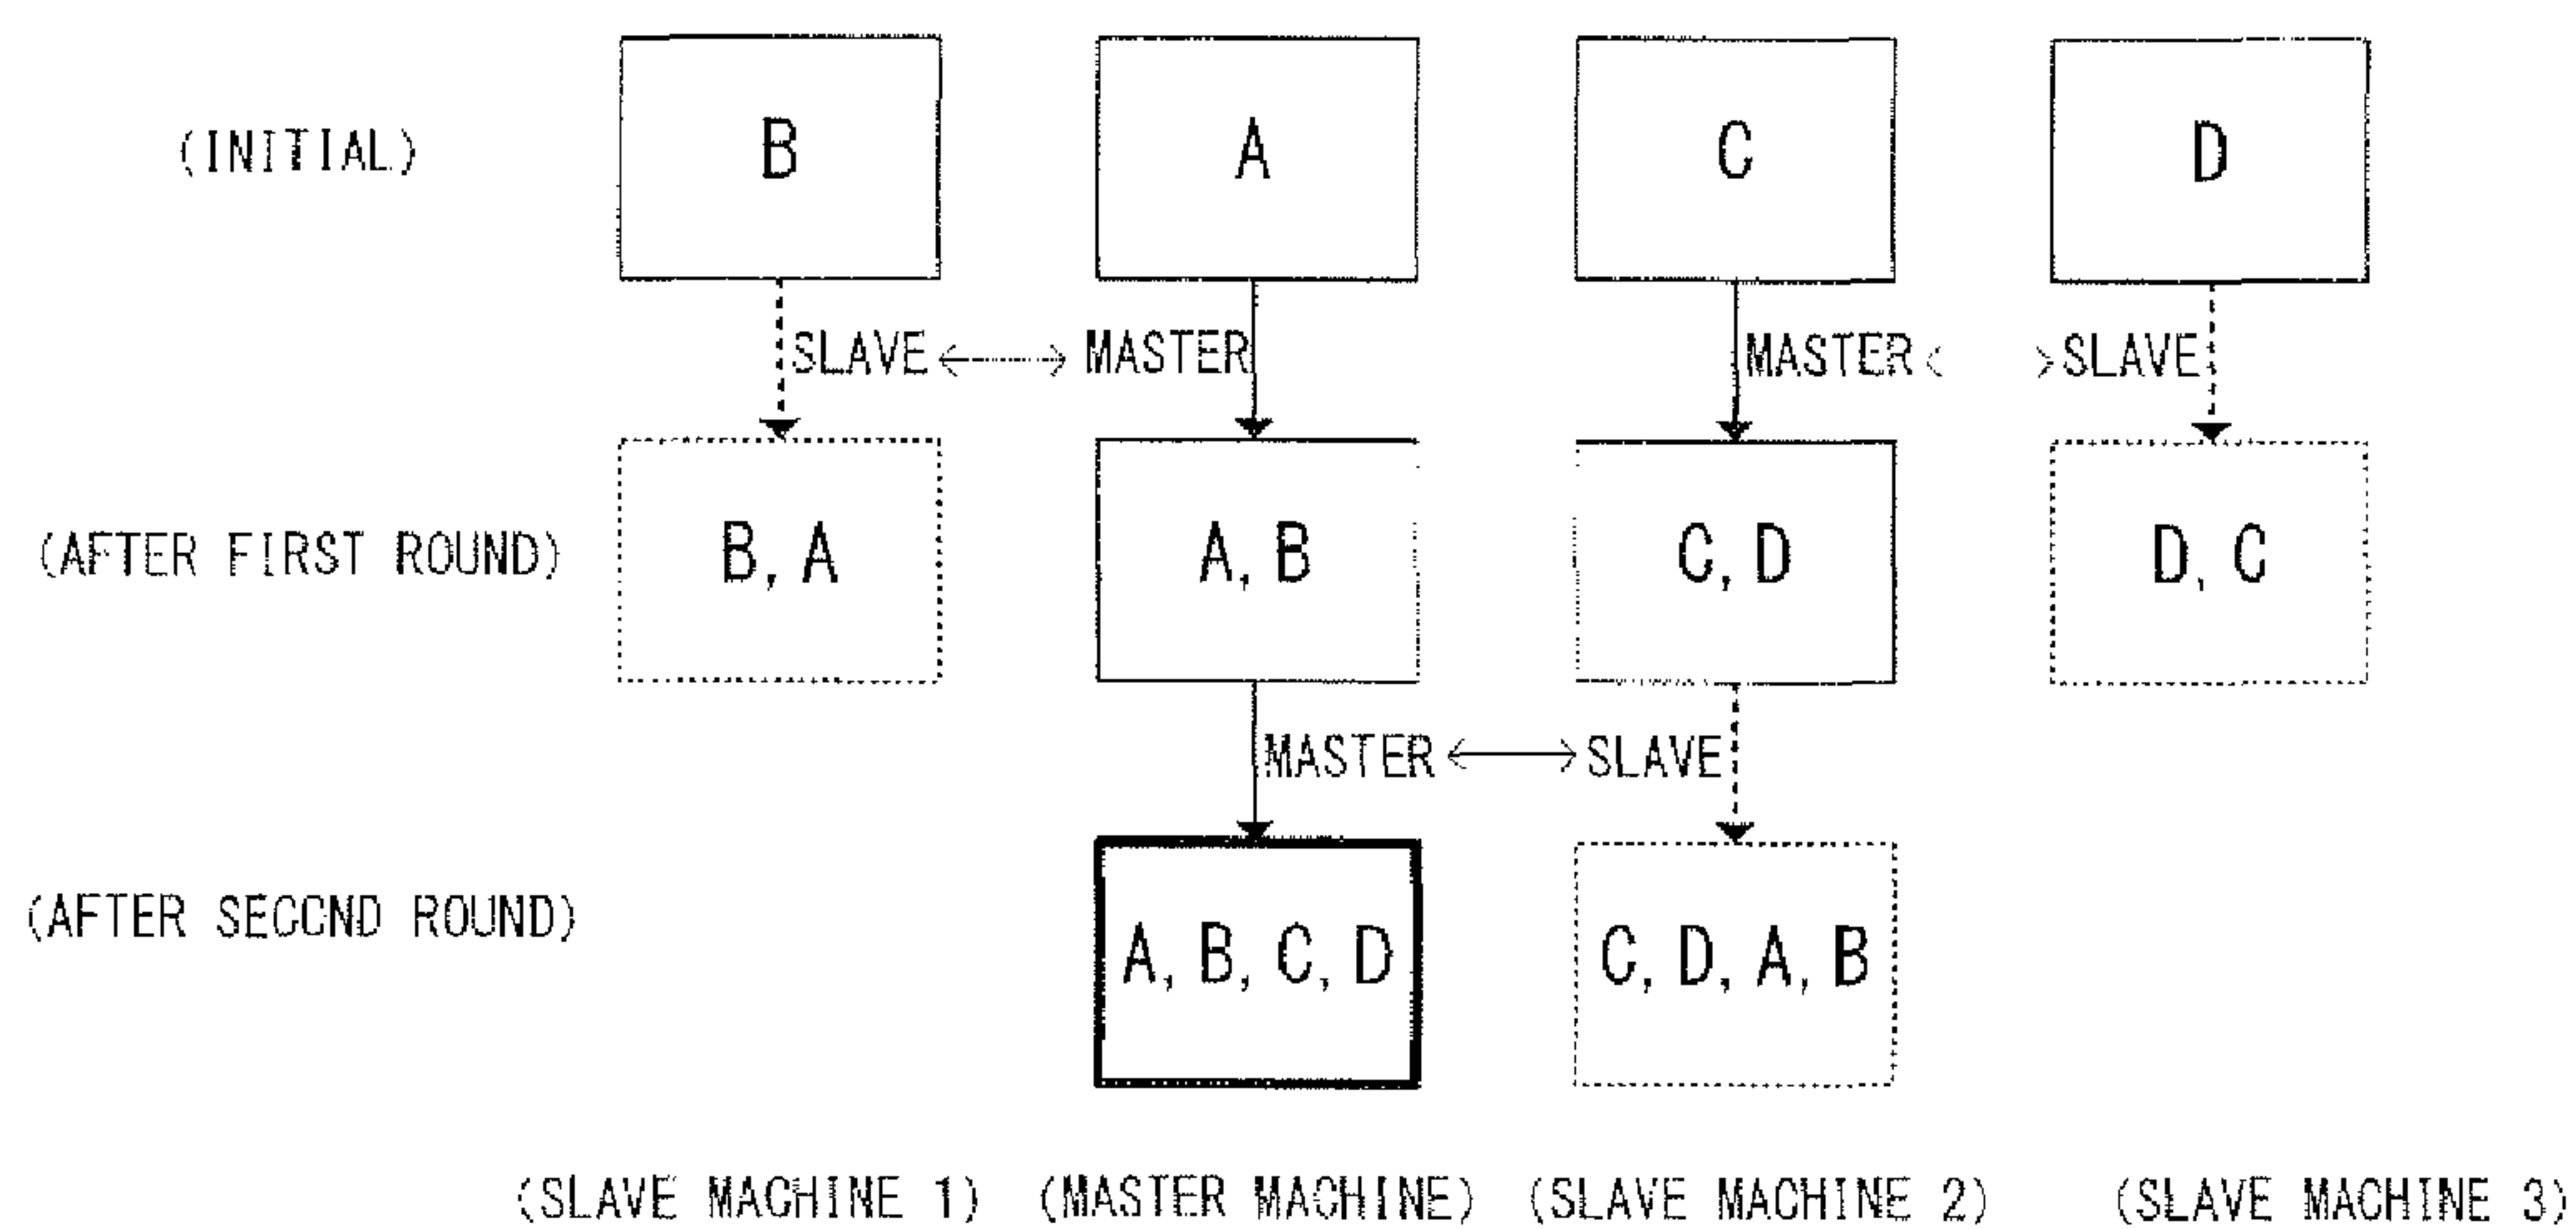 (INITIAL) B A C D
SLAVE MASTER MASTER SLAVE
(AFTER FIRST ROUND) B, A A, B C, D D, C
MASTER SLAVE
(AFTER SECCND ROUND) A, B, C, D C, D, A, B
(SLAVE MACHINE 1) (MASTER MACHINE) (SLAVE MACHINE 2) (SLAVE MACHINE 3)